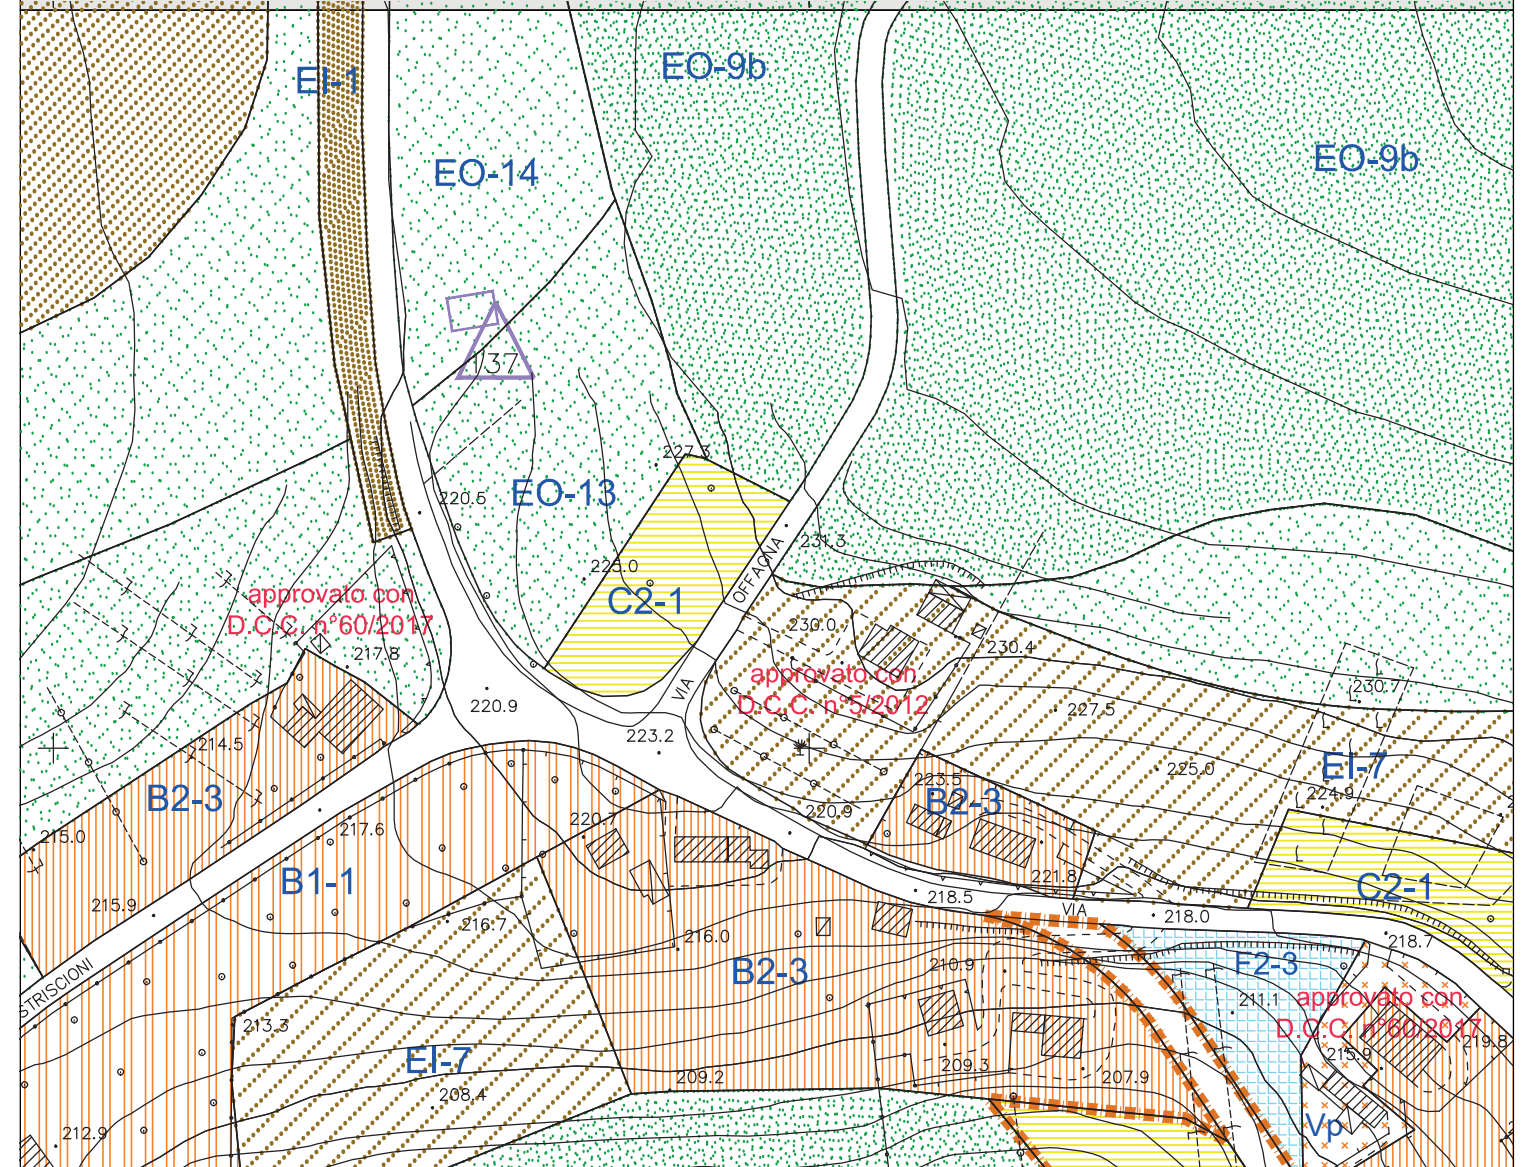 EI-1
EO-9b
EO-14
EO-9b
137
227.3
220.5
EO-13
231.3
225.0
OFFAGNA
approvato con
D.C.C. n°60/2017
C2-1
230.0
217.8
230.4
approvato con
D.C.C. n°5/2012
VIA
230.7
220.9
227.5
223.2
214.5
225.0
EI-7
B2-3
223.5
B2-3
224.9
220.7
220.9
217.6
215.0
B1-1
221.8
C2-1
218.5
215.9
VIA
218.0
216.7
216.0
218.7
STRISCIONI
B2-3
210.9
F2-3
211.1
approvato con
D.C.C. n°60/2017
213.3
219.8
EI-7
215.9
209.3
209.2
207.9
208.4
Vp
212.9